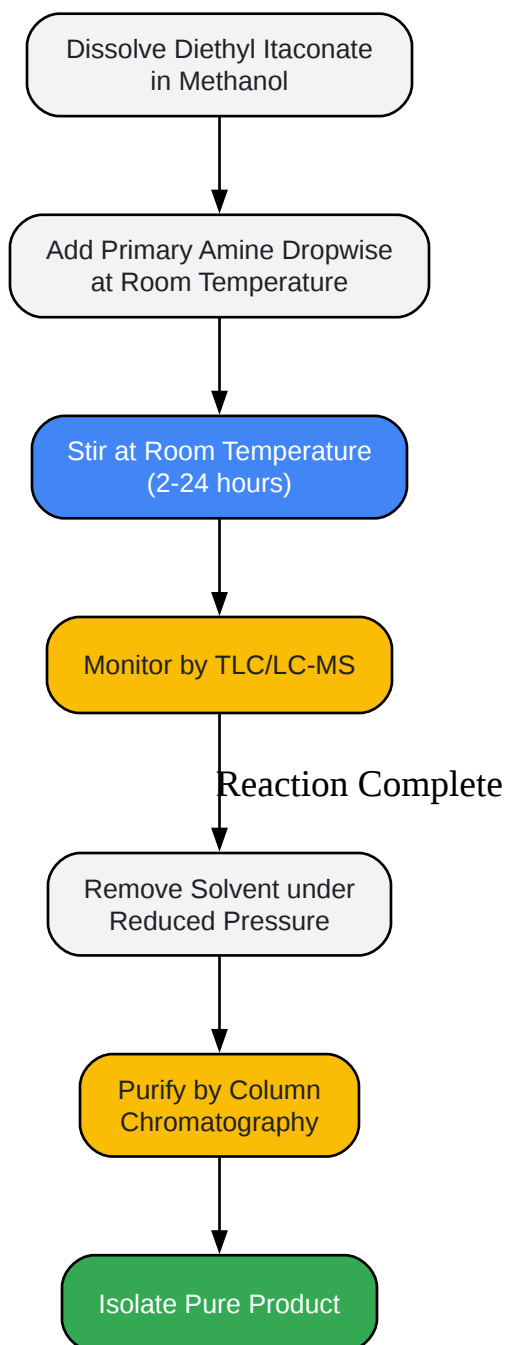 Dissolve Diethyl Itaconate
in Methanol
Add Primary Amine Dropwise
at Room Temperature
Stir at Room Temperature
(2-24 hours)
Monitor by TLC/LC-MS
Reaction Complete
Remove Solvent under
Reduced Pressure
Purify by Column
Chromatography
Isolate Pure Product